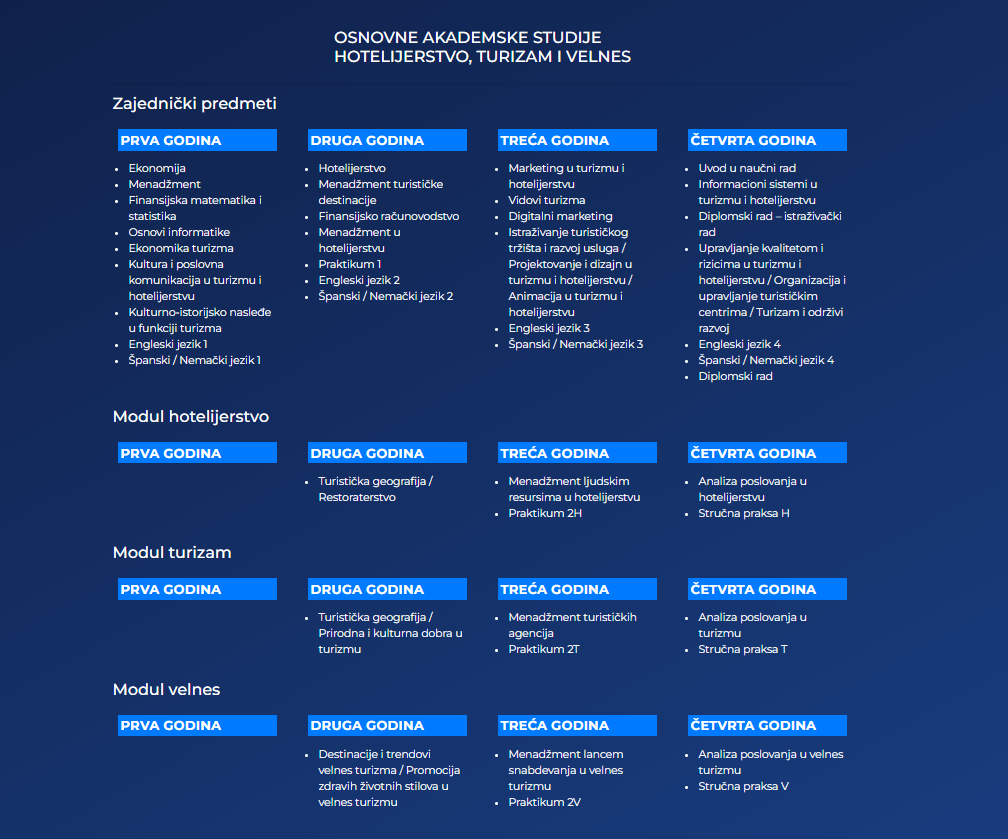 OSNOVNE AKADEMSKE STUDIJE
HOTELIJERSTVO, TURIZAM I VELNES
Zajednički predmeti
PRVA GODINA
Ekonomija
Menadžment
Finansijska matematika i
statistika
Osnovi informatike
Ekonomika turizma
Kultura i poslovna
komunikacija u turizmu i
hotelijerstvu
Kulturno-istorijsko nasleđe
u funkciji turizma
Engleski jezik 1
Španski / Nemački jezik 1
DRUGA GODINA
Hotelijerstvo
Menadžment turističke
destinacije
Finansijsko računovodstvo
Menadžment u
hotelijerstvu
Praktikum 1
Engleski jezik 2
Španski / Nemački jezik 2
TREĆA GODINA
Marketing u turizmu i
hotelijerstvu
Vidovi turizma
Digitalni marketing
Istraživanje turističkog
tržišta i razvoj usluga /
Projektovanje i dizajn u
turizmu i hotelijerstvu /
Animacija u turizmu i
hotelijerstvu
Engleski jezik 3
Španski / Nemački jezik 3
ČETVRTA GODINA
Uvod u naučni rad
Informacioni sistemi u
turizmu i hotelijerstvu
Diplomski rad – istraživački
rad
Upravljanje kvalitetom i
rizicima u turizmu i
hotelijerstvu / Organizacija i
upravljanje turističkim
centrima / Turizam i održivi
razvoj
Engleski jezik 4
Španski / Nemački jezik 4
Diplomski rad
Modul hotelijerstvo
PRVA GODINA
DRUGA GODINA
Turistička geografija /
Restoraterstvo
TREĆA GODINA
Menadžment ljudskim
resursima u hotelijerstvu
Praktikum 2H
ČETVRTA GODINA
Analiza poslovanja u
hotelijerstvu
Stručna praksa H
Modul turizam
PRVA GODINA
DRUGA GODINA
Turistička geografija /
Prirodna i kulturna dobra u
turizmu
TREĆA GODINA
Menadžment turističkih
agencija
Praktikum 2T
ČETVRTA GODINA
Analiza poslovanja u
turizmu
Stručna praksa T
Modul velnes
PRVA GODINA
DRUGA GODINA
Destinacije i trendovi
velnes turizma / Promocija
zdravih životnih stilova u
velnes turizmu
TREĆA GODINA
Menadžment lancem
snabdevanja u velnes
turizmu
Praktikum 2V
ČETVRTA GODINA
Analiza poslovanja u velnes
turizmu
Stručna praksa V